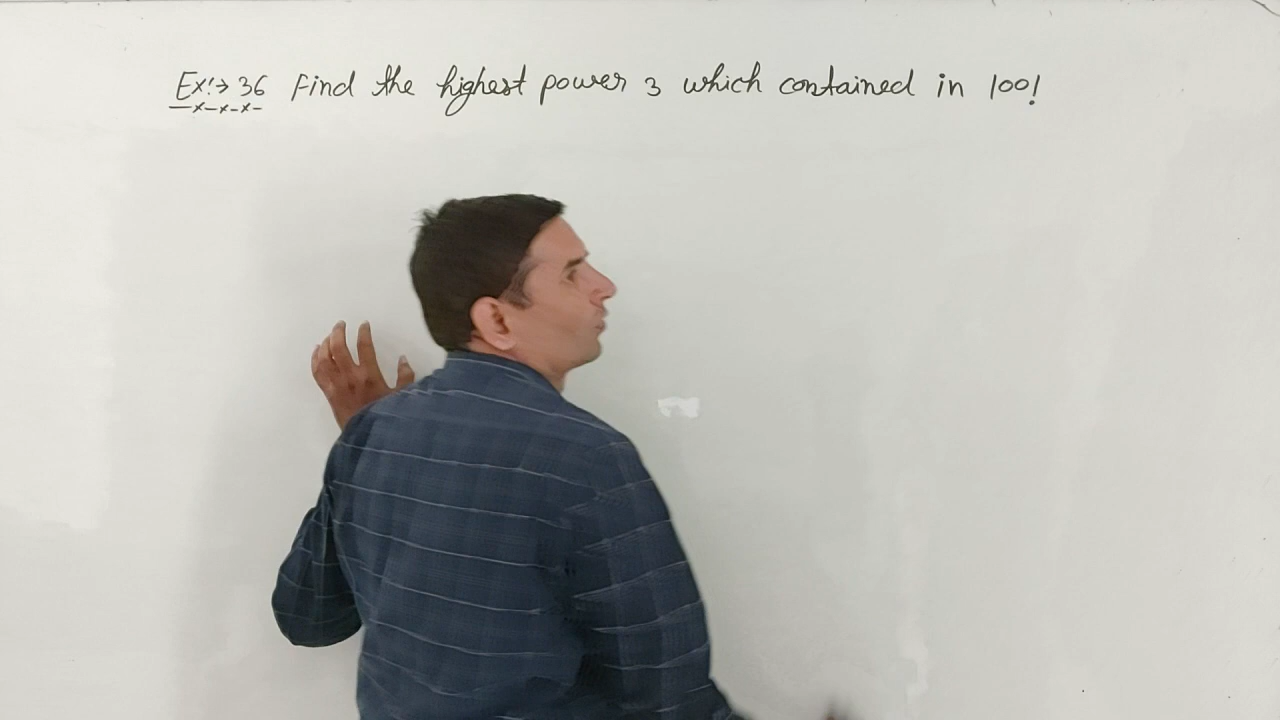 Ex:→ 36 Find the highest power 3 which contained in 100!